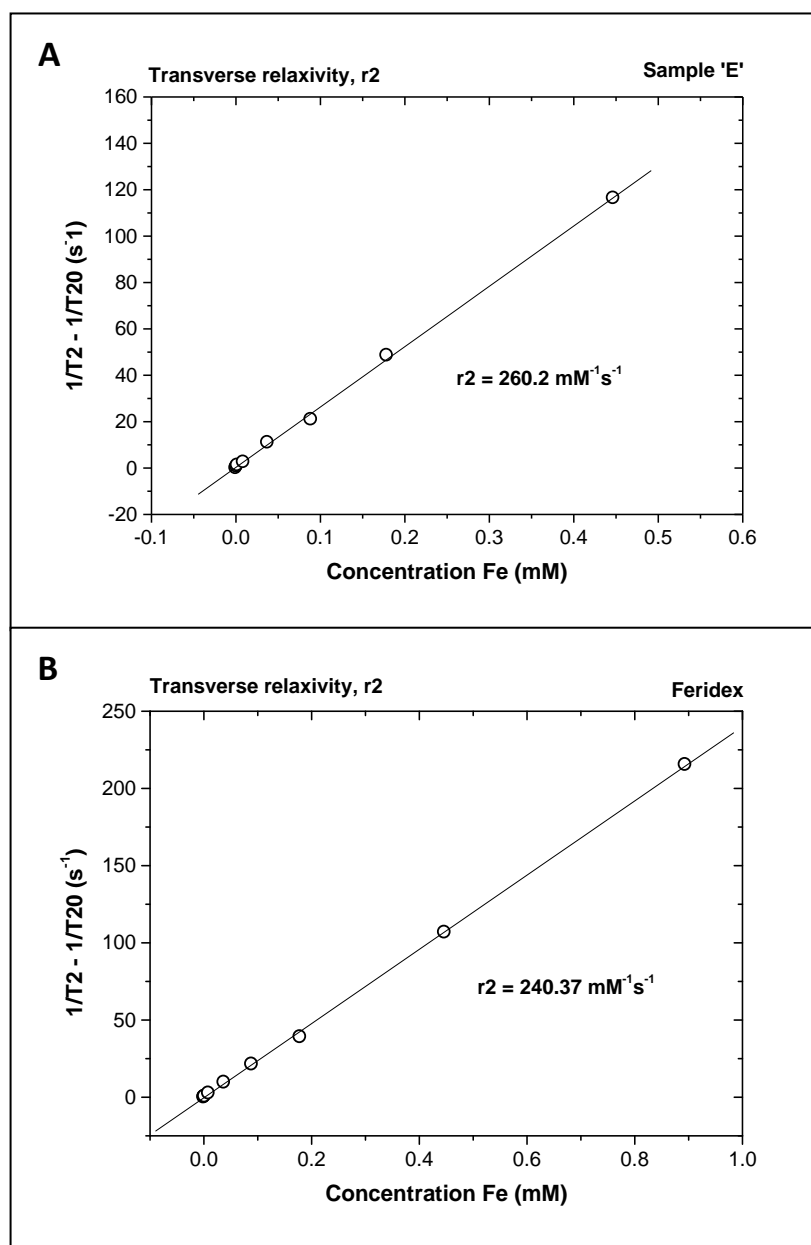 A
Transverse relaxivity, r2
Sample 'E'
160
140
120
100
80
60
40
20
0
-20
1/T2 - 1/T20 (s-1)
r2 = 260.2 mM-1s-1
-0.1 0.0 0.1 0.2 0.3 0.4 0.5 0.6
Concentration Fe (mM)
B
Transverse relaxivity, r2
Feridex
250
200
150
100
50
0
1/T2 - 1/T20 (s-1)
r2 = 240.37 mM-1s-1
0.0 0.2 0.4 0.6 0.8 1.0
Concentration Fe (mM)